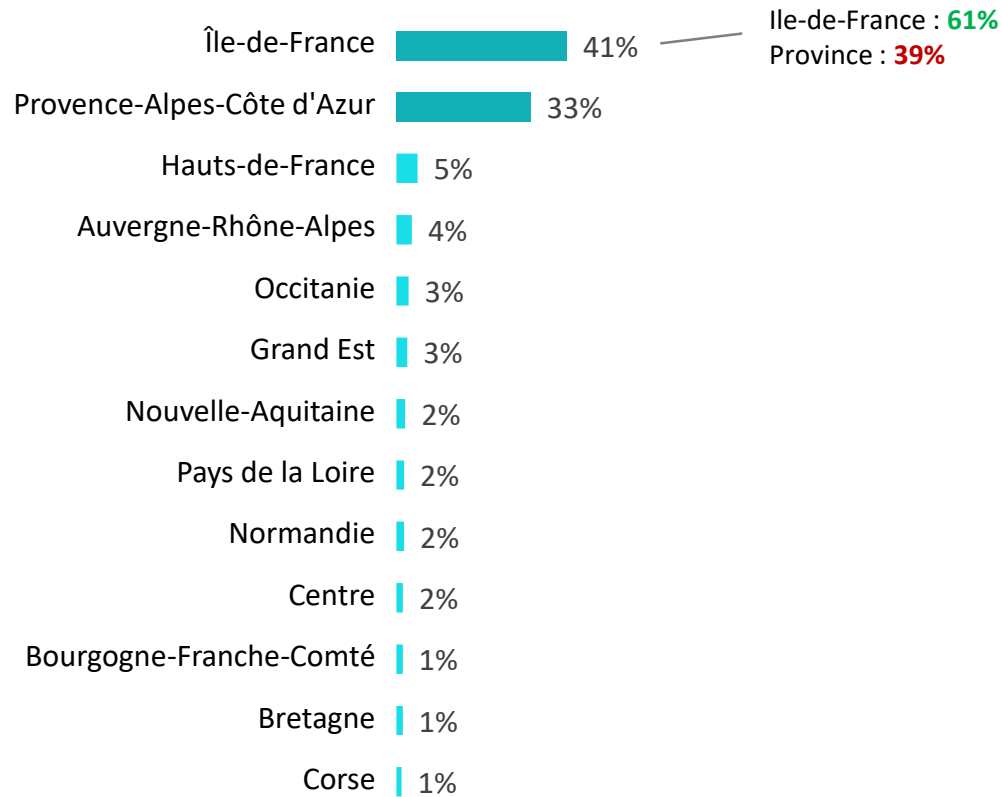 Île-de-France 41%
Ile-de-France : 61%
Province : 39%
Provence-Alpes-Côte d'Azur 33%
Hauts-de-France 5%
Auvergne-Rhône-Alpes 4%
Occitanie 3%
Grand Est 3%
Nouvelle-Aquitaine 2%
Pays de la Loire 2%
Normandie 2%
Centre 2%
Bourgogne-Franche-Comté 1%
Bretagne 1%
Corse 1%